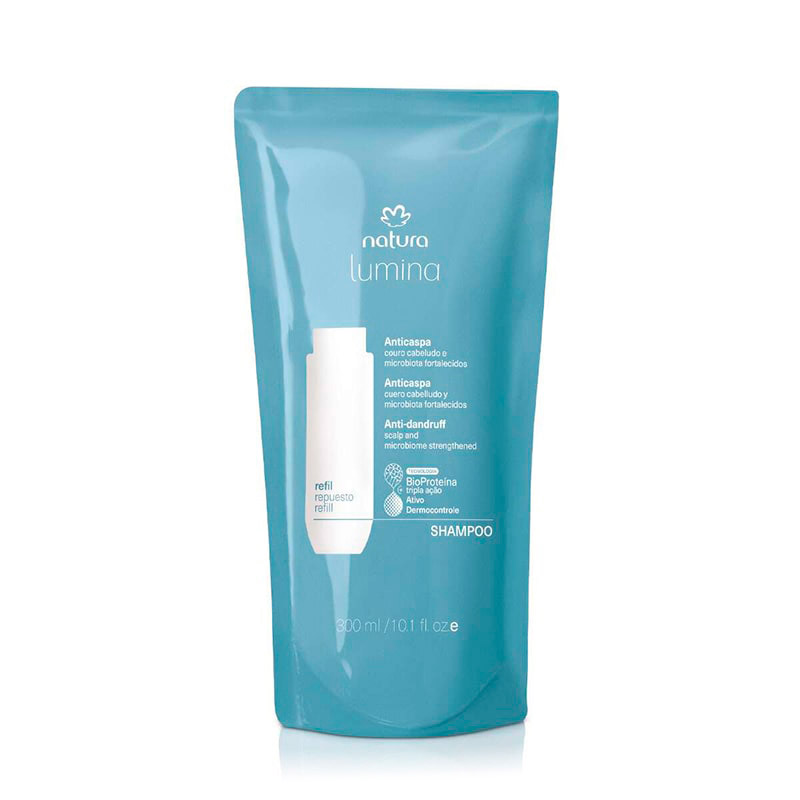 natura
lumina
Anticaspa
couro cabeludo e
microbiota fortalecidos
Anticaspa
cuero cabelludo y
microbiota fortalecidos
Anti-dandruff
scalp and
microbiome strengthened
TECNOLOGIA
BioProteína
+ tripla ação
Ativo
Dermocontrole
refil
repuesto
refill
SHAMPOO
300 ml / 10.1 fl. oz.e